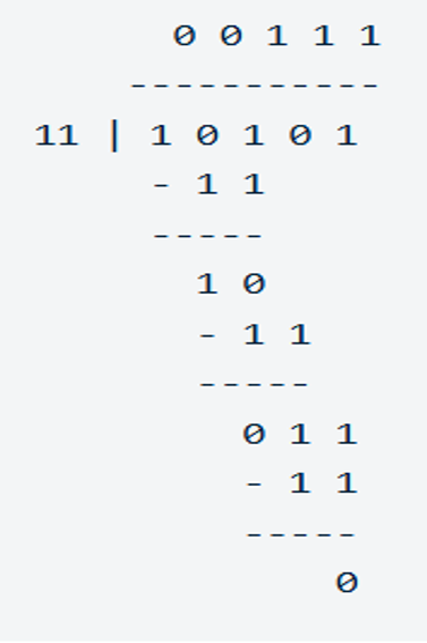 0 0 1 1 1
-----------
11 | 1 0 1 0 1
- 1 1
-----
1 0
- 1 1
-----
0 1 1
- 1 1
-----
0